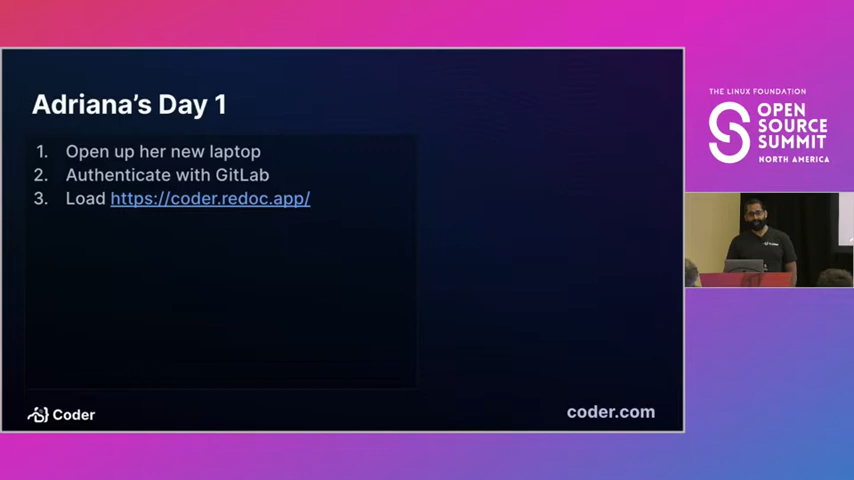 Adriana's Day 1
1. Open up her new laptop
2. Authenticate with GitLab
3. Load https://coder.redoc.app/
Coder
coder.com
THE LINUX FOUNDATION
OPEN
SOURCE
SUMMIT
NORTH AMERICA